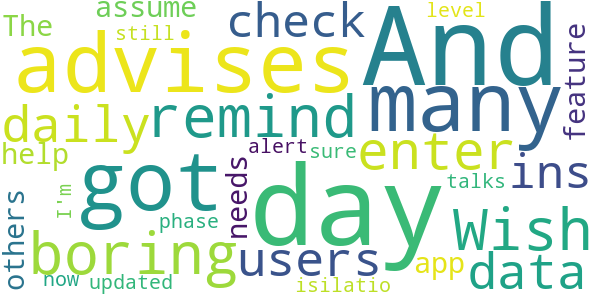 The assume check And level
still
advises feature
daily remind many
help alert sure enter ins
others I'm got needs day talks
phase Wish
boring users app data
now updated isilatio